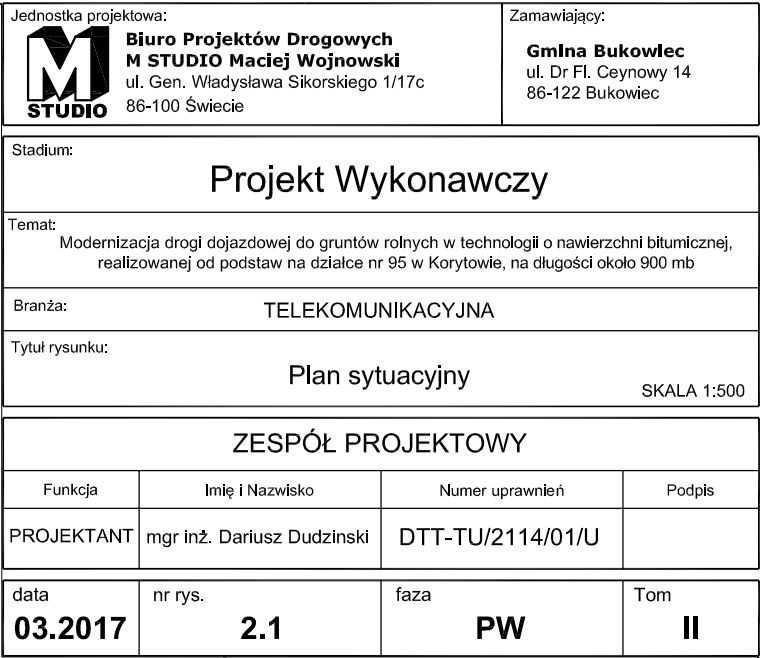 Jednostka projektowa:
M
STUDIO
Biuro Projektów Drogowych
M STUDIO Maciej Wojnowski
ul. Gen. Władysława Sikorskiego 1/17c
86-100 Świecie
Zamawiający:
Gmina Bukowiec
ul. Dr Fl. Ceynowy 14
86-122 Bukowiec
Stadium:
Projekt Wykonawczy
Temat:
Modernizacja drogi dojazdowej do gruntów rolnych w technologii o nawierzchni bitumicznej,
realizowanej od podstaw na działce nr 95 w Korytowie, na długości około 900 mb
Branża:
TELEKOMUNIKACYJNA
Tytuł rysunku:
Plan sytuacyjny
SKALA 1:500
ZESPÓŁ PROJEKTOWY
Funkcja Imię i Nazwisko Numer uprawnień Podpis
PROJEKTANT mgr inż. Dariusz Dudzinski DTT-TU/2114/01/U
data nr rys. faza Tom
03.2017 2.1 PW II